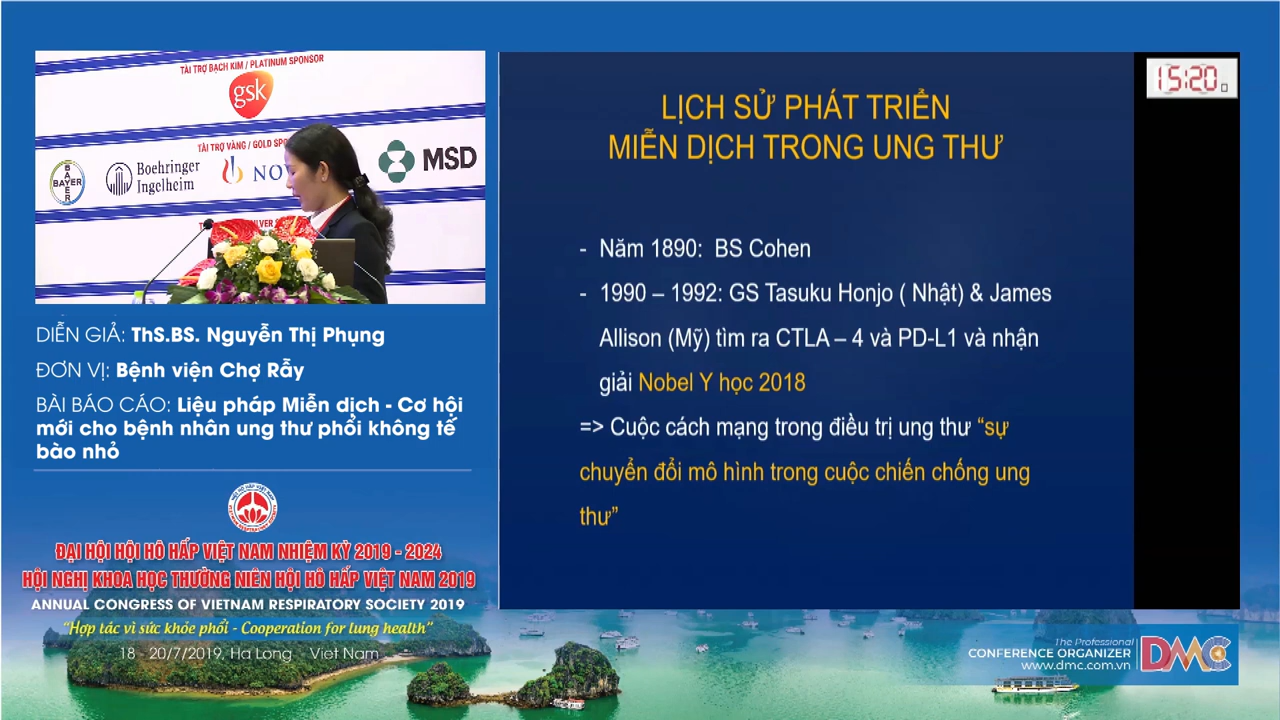 TÀI TRỢ BẠCH KIM / PLATINUM SPONSOR
gsk
TÀI TRỢ VÀNG / GOLD
BAYER
BAYER
Boehringer
Ingelheim
MSD
DIỄN GIẢ: ThS.BS. Nguyễn Thị Phụng
ĐƠN VỊ: Bệnh viện Chợ Rẫy
BÀI BÁO CÁO: Liệu pháp Miễn dịch - Cơ hội
mới cho bệnh nhân ung thư phổi không tế
bào nhỏ
ĐẠI HỘI HỘI HÔ HẤP VIỆT NAM NHIỆM KỲ 2019 - 2024
HỘI NGHỊ KHOA HỌC THƯỜNG NIÊN HỘI HÔ HẤP VIỆT NAM 2019
ANNUAL CONGRESS OF VIETNAM RESPIRATORY SOCIETY 2019
“Hợp tác vì sức khỏe phổi - Cooperation for lung health”
18 - 20/7/2019, Ha Long Viet Nam
15:20
LỊCH SỬ PHÁT TRIỂN
MIỄN DỊCH TRONG UNG THƯ
- Năm 1890: BS Cohen
- 1990 – 1992: GS Tasuku Honjo ( Nhật) & James
Allison (Mỹ) tìm ra CTLA – 4 và PD-L1 và nhận
giải Nobel Y học 2018
=> Cuộc cách mạng trong điều trị ung thư “sự
chuyển đổi mô hình trong cuộc chiến chống ung
thư”
The Professional
CONFERENCE ORGANIZER
www.dmc.com.vn
DMC